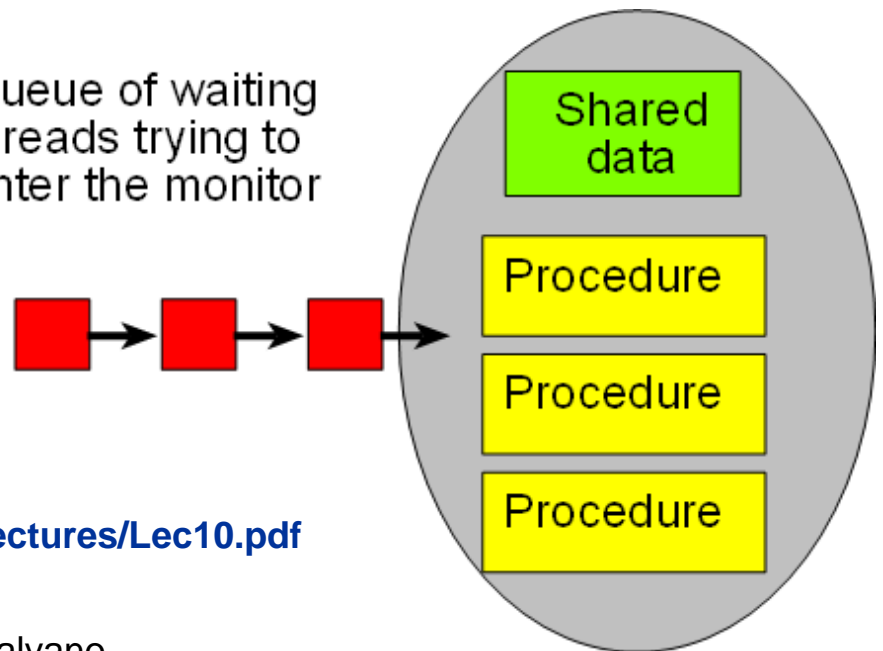 ueue of waiting
reads trying to
nter the monitor
Shared
data
Procedure
Procedure
Procedure
ectures/Lec10.pdf